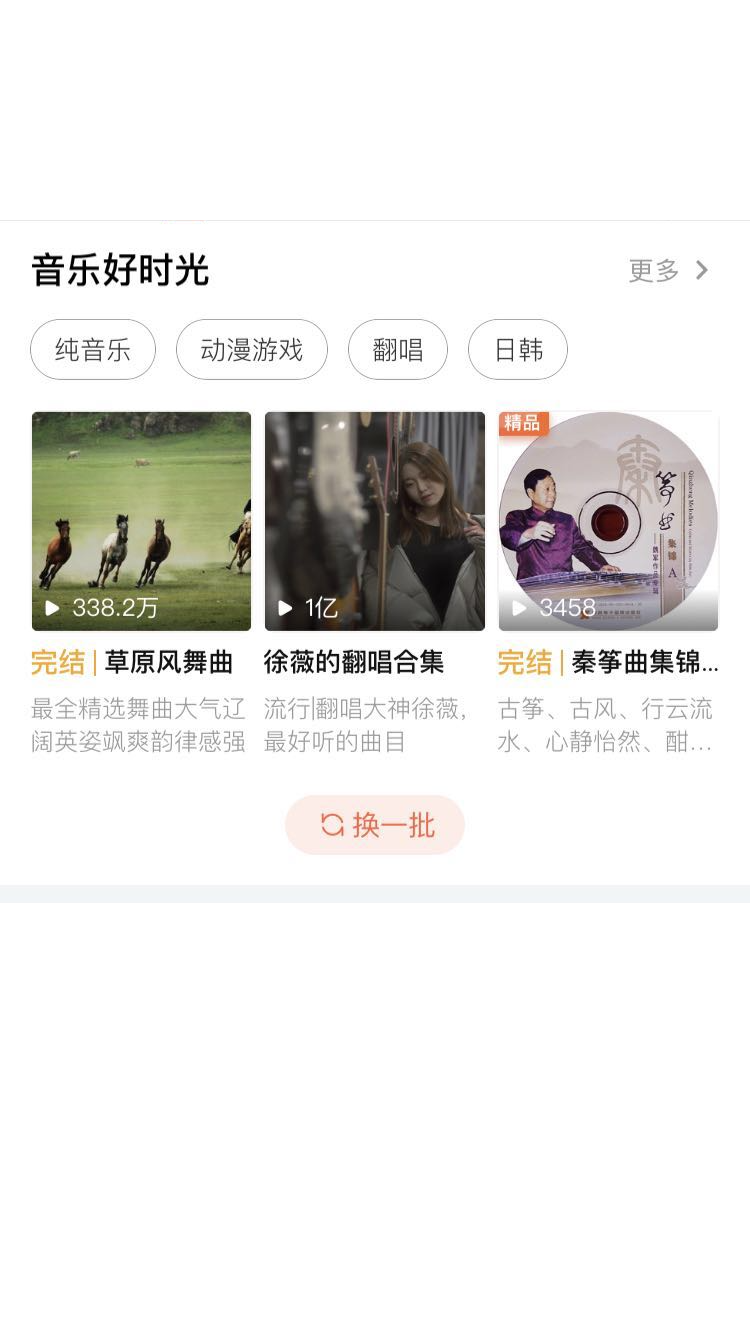 音乐好时光
更多
纯音乐
动漫游戏
翻唱
日韩
338.2万
1亿
精品
秦
筝曲
集锦A
Qinzheng Melodies
3458
完结|草原风舞曲
徐薇的翻唱合集
完结|秦筝曲集锦...
最全精选舞曲大气辽
阔英姿飒爽韵律感强
流行|翻唱大神徐薇,
最好听的曲目
古筝、古风、行云流
水、心静怡然、酣...
换一批